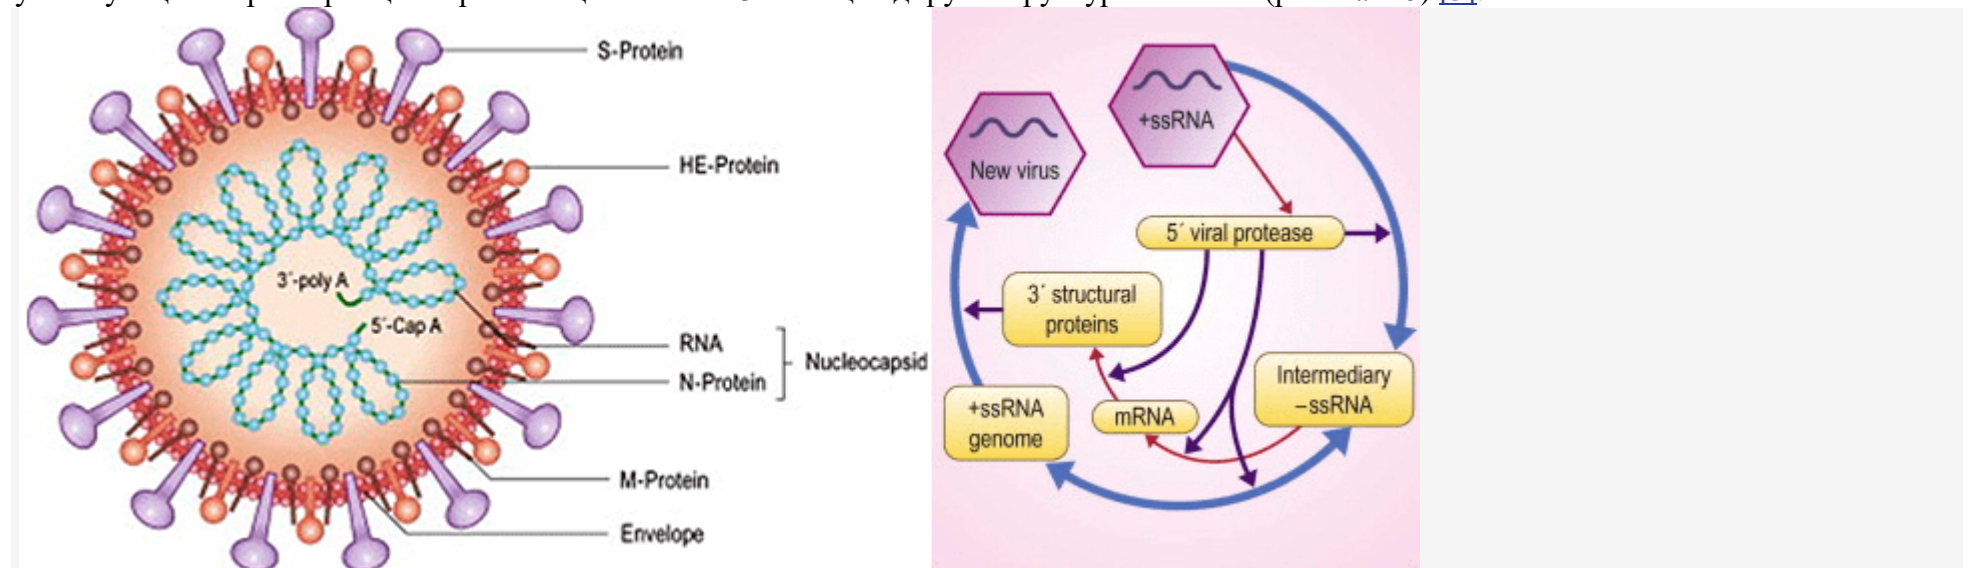 S-Protein
HE-Protein
3´-poly A
5´-Cap A
RNA
N-Protein
Nucleocapsid
M-Protein
Envelope
+ssRNA
New virus
5´ viral protease
3´ structural
proteins
Intermediary
–ssRNA
+ssRNA
genome
mRNA